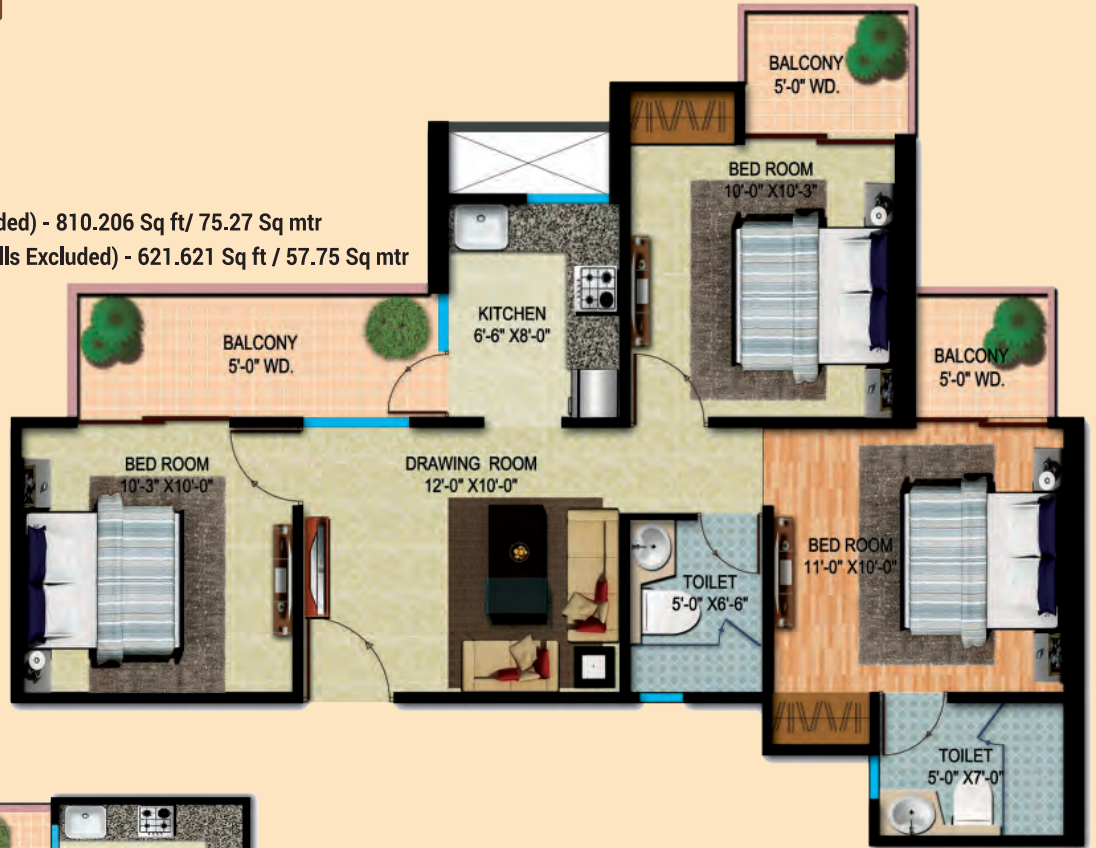 BALCONY
5'-0" WD.
BED ROOM
10'-0" X10'-3"
- 810.206 Sq ft/ 75.27 Sq mtr
Excluded) - 621.621 Sq ft / 57.75 Sq mtr
KITCHEN
6'-6" X8'-0"
BALCONY
5'-0" WD.
BALCONY
5'-0" WD.
BED ROOM
10'-3" X10'-0"
DRAWING ROOM
12'-0" X10'-0"
BED ROOM
11'-0" X10'-0"
TOILET
5'-0" X6'-6"
TOILET
5'-0" X7'-0"